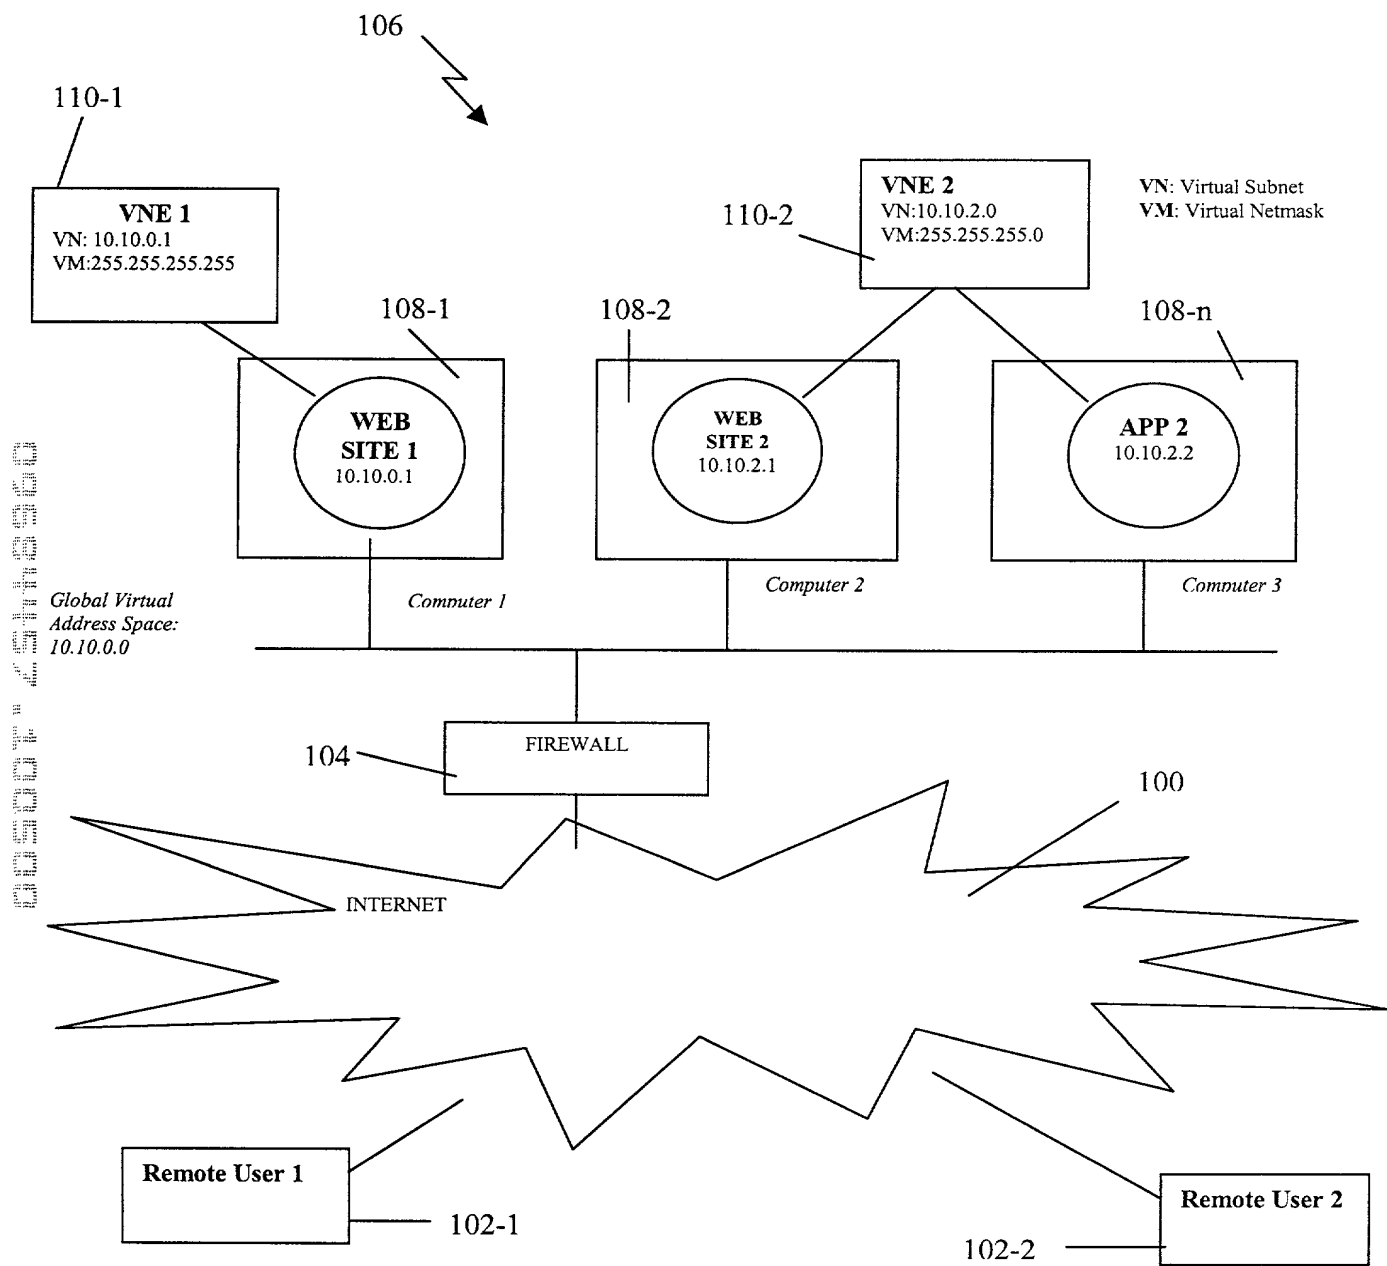 106
110-1
VNE 1
VN: 10.10.0.1
VM:255.255.255.255
110-2
VNE 2
VN:10.10.2.0
VM:255.255.255.0
VN: Virtual Subnet
VM: Virtual Netmask
108-1
108-2
108-n
WEB
SITE 1
10.10.0.1
WEB
SITE 2
10.10.2.1
APP 2
10.10.2.2
Global Virtual
Address Space:
10.10.0.0
Computer 1
Computer 2
Computer 3
FIREWALL
104
100
INTERNET
Remote User 1
102-1
Remote User 2
102-2